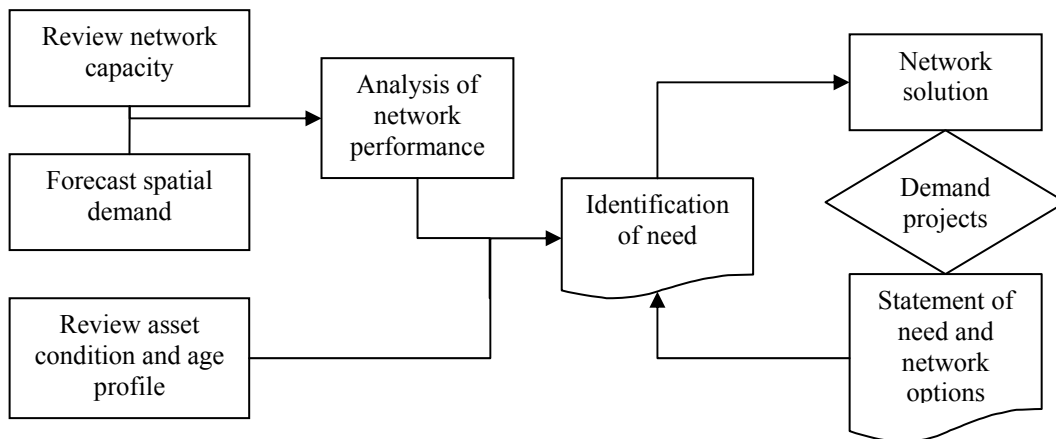 Review network
capacity
Forecast spatial
demand
Review asset
condition and age
profile
Analysis of
network
performance
Identification
of need
Network
solution
Demand
projects
Statement of
need and
network
options